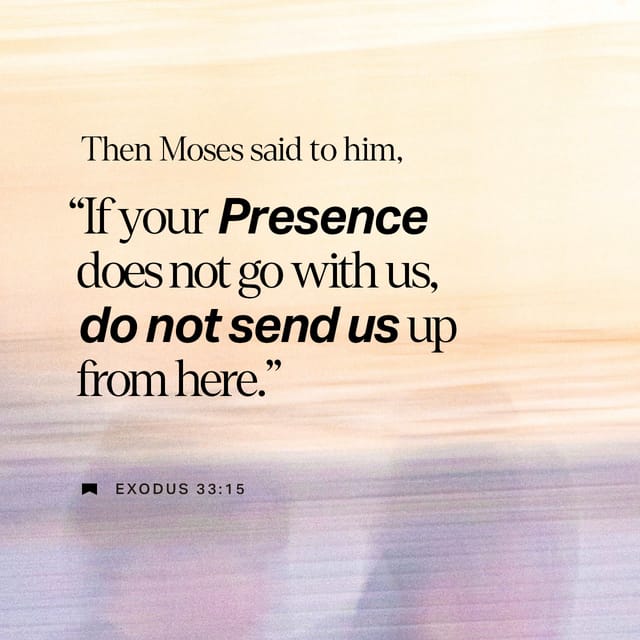 Then Moses said to him,
“If your Presence
does not go with us,
do not send us up
from here.”
EXODUS 33:15